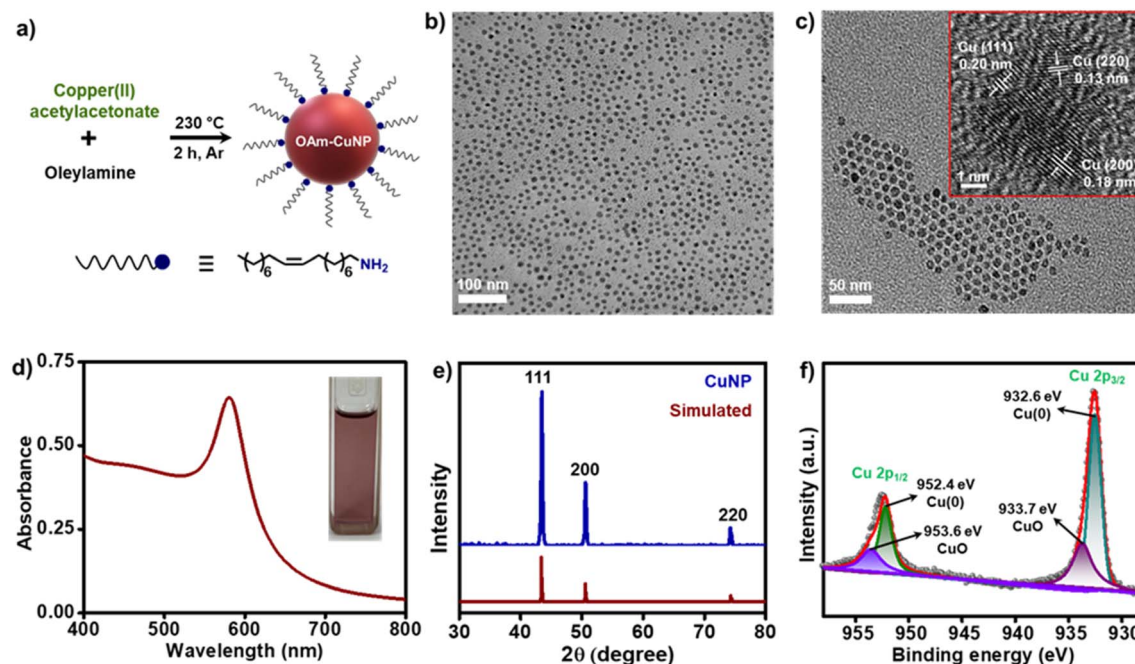 a)
Copper(II)
acetylacetonate
+
Oleylamine
230 °C
2 h, Ar
OAm-CuNP
≡
6
6
NH2
b)
100 nm
c)
Cu (111)
0.20 nm
Cu (220)
0.13 nm
Cu (200)
0.18 nm
1 nm
50 nm
d)
Absorbance
0.75
0.50
0.25
0.00
400 500 600 700 800
Wavelength (nm)
e)
Intensity
111
200
220
CuNP
Simulated
30 40 50 60 70 80
2θ (degree)
f)
Intensity (a.u.)
Cu 2p3/2
932.6 eV
Cu(0)
Cu 2p1/2
952.4 eV
Cu(0)
953.6 eV
CuO
933.7 eV
CuO
955 950 945 940 935 930
Binding energy (eV)